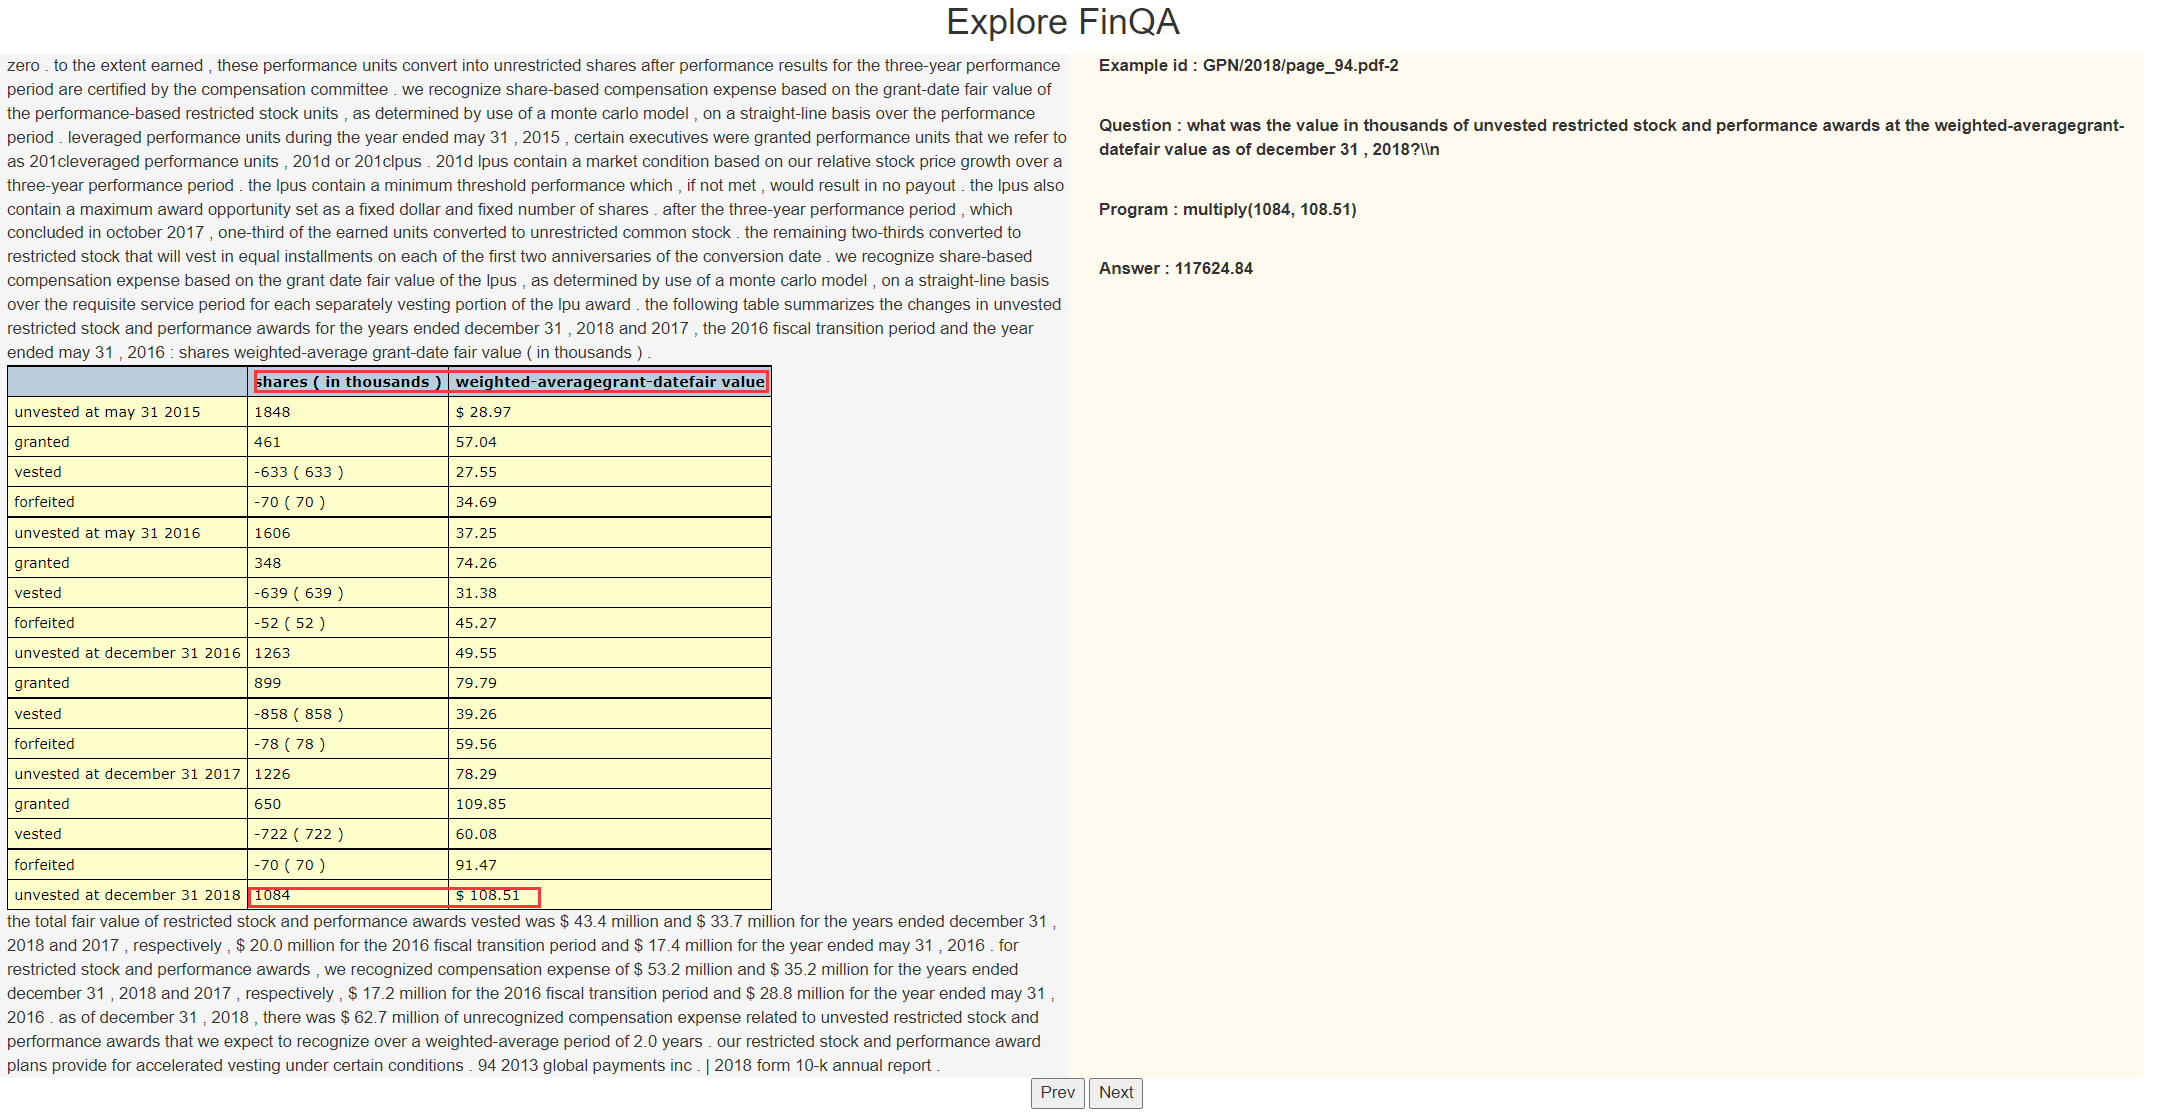 Explore FinQA
zero . to the extent earned , these performance units convert into unrestricted shares after performance results for the three-year performance
period are certified by the compensation committee . we recognize share-based compensation expense based on the grant-date fair value of
the performance-based restricted stock units , as determined by use of a monte carlo model , on a straight-line basis over the performance
period . leveraged performance units during the year ended may 31 , 2015 , certain executives were granted performance units that we refer to
as 201cleveraged performance units , 201d or 201clpus . 201d lpus contain a market condition based on our relative stock price growth over a
three-year performance period . the lpus contain a minimum threshold performance which , if not met , would result in no payout . the lpus also
contain a maximum award opportunity set as a fixed dollar and fixed number of shares . after the three-year performance period , which
concluded in october 2017 , one-third of the earned units converted to unrestricted common stock . the remaining two-thirds converted to
restricted stock that will vest in equal installments on each of the first two anniversaries of the conversion date . we recognize share-based
compensation expense based on the grant date fair value of the lpus , as determined by use of a monte carlo model , on a straight-line basis
over the requisite service period for each separately vesting portion of the lpu award . the following table summarizes the changes in unvested
restricted stock and performance awards for the years ended december 31 , 2018 and 2017 , the 2016 fiscal transition period and the year
ended may 31 , 2016 : shares weighted-average grant-date fair value ( in thousands ) .
shares ( in thousands ) weighted-averagegrant-datefair value
unvested at may 31 2015 1848 $ 28.97
granted 461 57.04
vested -633 ( 633 ) 27.55
forfeited -70 ( 70 ) 34.69
unvested at may 31 2016 1606 37.25
granted 348 74.26
vested -639 ( 639 ) 31.38
forfeited -52 ( 52 ) 45.27
unvested at december 31 2016 1263 49.55
granted 899 79.79
vested -858 ( 858 ) 39.26
forfeited -78 ( 78 ) 59.56
unvested at december 31 2017 1226 78.29
granted 650 109.85
vested -722 ( 722 ) 60.08
forfeited -70 ( 70 ) 91.47
unvested at december 31 2018 1084 $ 108.51
the total fair value of restricted stock and performance awards vested was $ 43.4 million and $ 33.7 million for the years ended december 31 ,
2018 and 2017 , respectively , $ 20.0 million for the 2016 fiscal transition period and $ 17.4 million for the year ended may 31 , 2016 . for
restricted stock and performance awards , we recognized compensation expense of $ 53.2 million and $ 35.2 million for the years ended
december 31 , 2018 and 2017 , respectively , $ 17.2 million for the 2016 fiscal transition period and $ 28.8 million for the year ended may 31 ,
2016 . as of december 31 , 2018 , there was $ 62.7 million of unrecognized compensation expense related to unvested restricted stock and
performance awards that we expect to recognize over a weighted-average period of 2.0 years . our restricted stock and performance award
plans provide for accelerated vesting under certain conditions . 94 2013 global payments inc . | 2018 form 10-k annual report .
Example id : GPN/2018/page_94.pdf-2
Question : what was the value in thousands of unvested restricted stock and performance awards at the weighted-averagegrant-
datefair value as of december 31 , 2018?\\n
Program : multiply(1084, 108.51)
Answer : 117624.84
Prev Next